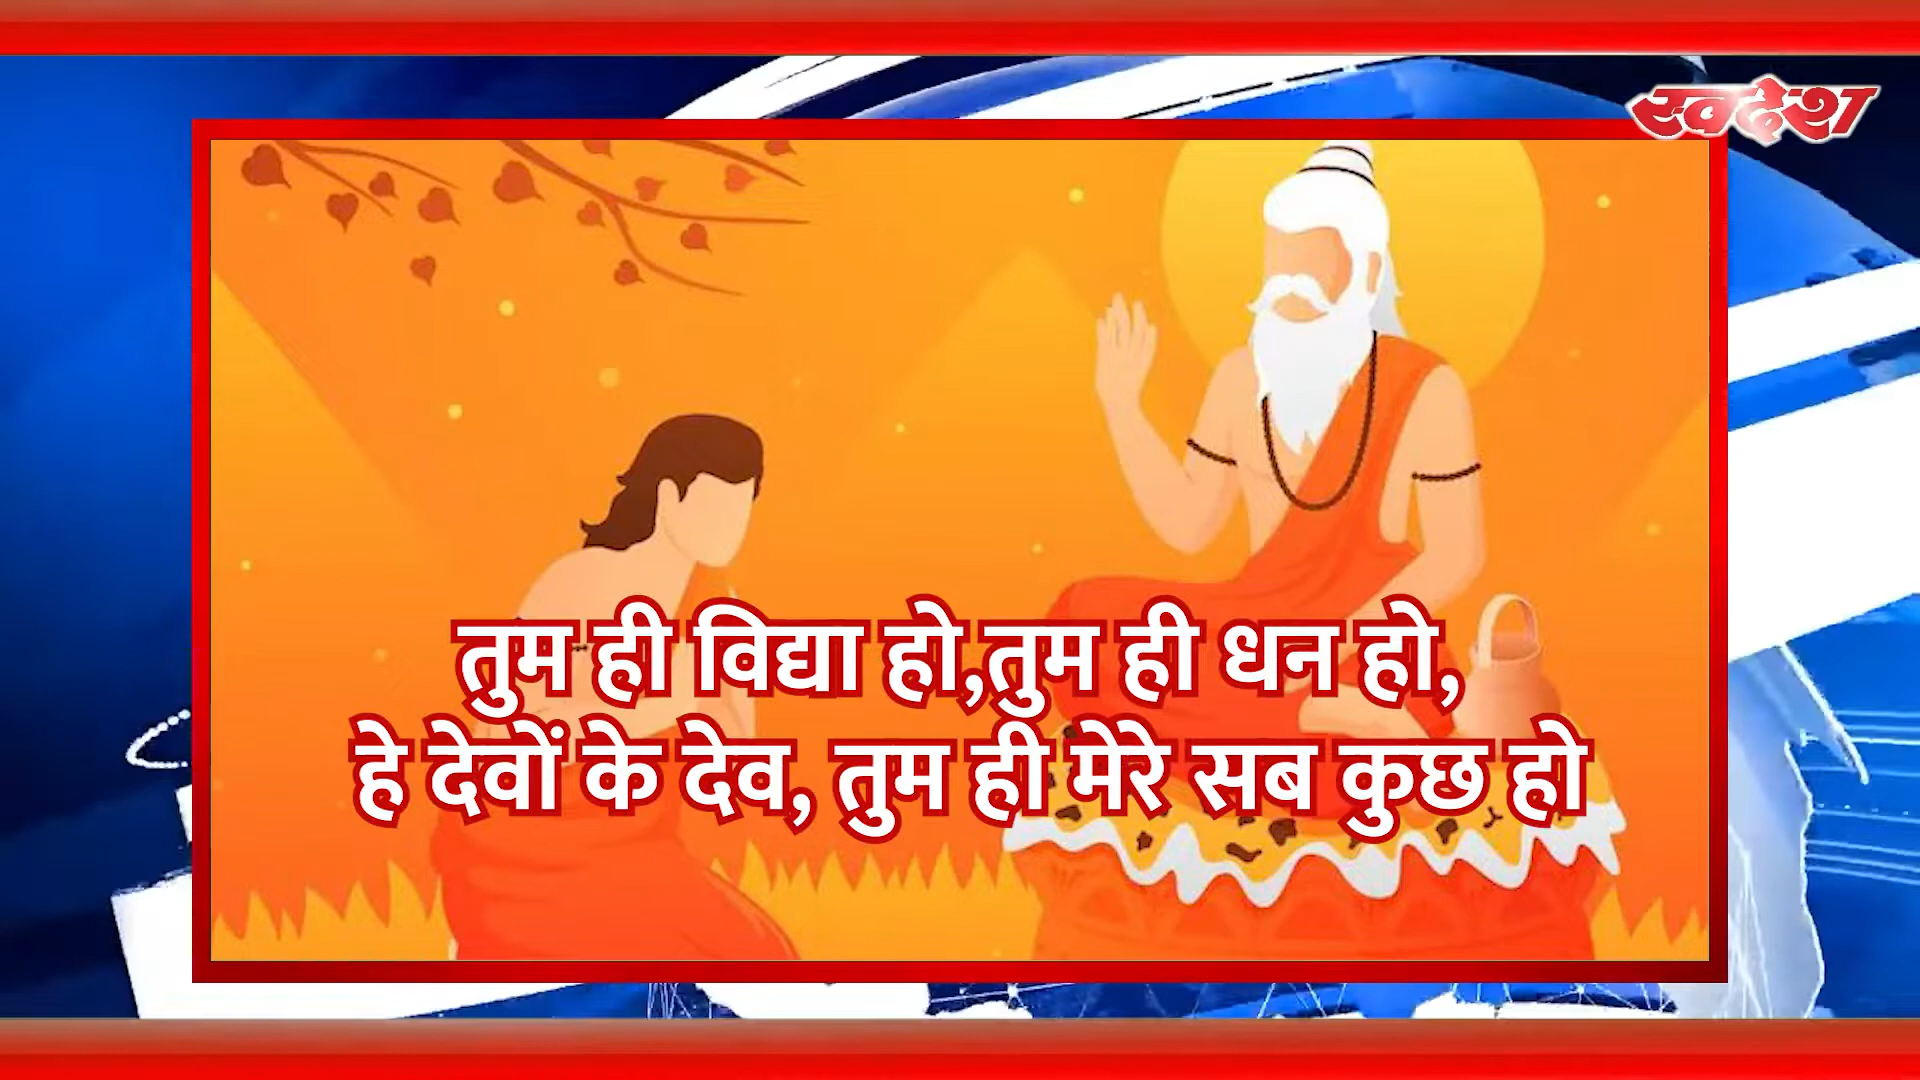 स्वदेश
तुम ही विद्या हो,तुम ही धन हो,
हे देवों के देव, तुम ही मेरे सब कुछ हो